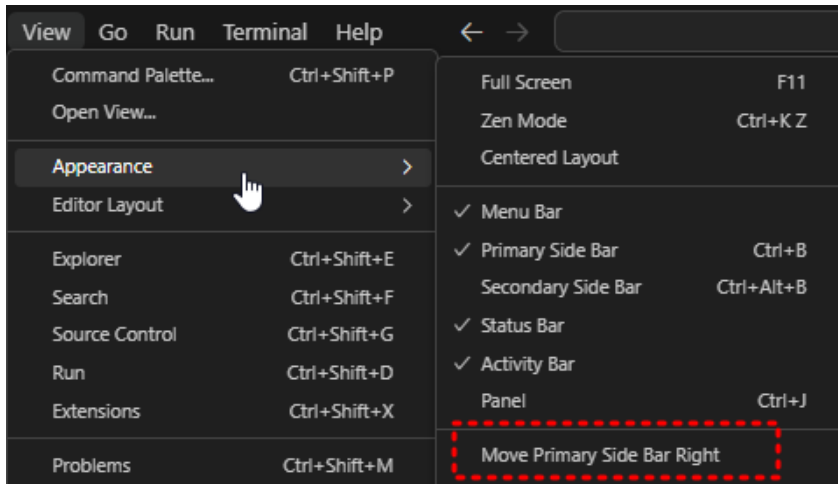 View Go Run Terminal Help
Command Palette... Ctrl+Shift+P
Open View...
Appearance
Editor Layout
Explorer Ctrl+Shift+E
Search Ctrl+Shift+F
Source Control Ctrl+Shift+G
Run Ctrl+Shift+D
Extensions Ctrl+Shift+X
Problems Ctrl+Shift+M
Full Screen F11
Zen Mode Ctrl+K Z
Centered Layout
Menu Bar
Primary Side Bar Ctrl+B
Secondary Side Bar Ctrl+Alt+B
Status Bar
Activity Bar
Panel Ctrl+J
Move Primary Side Bar Right